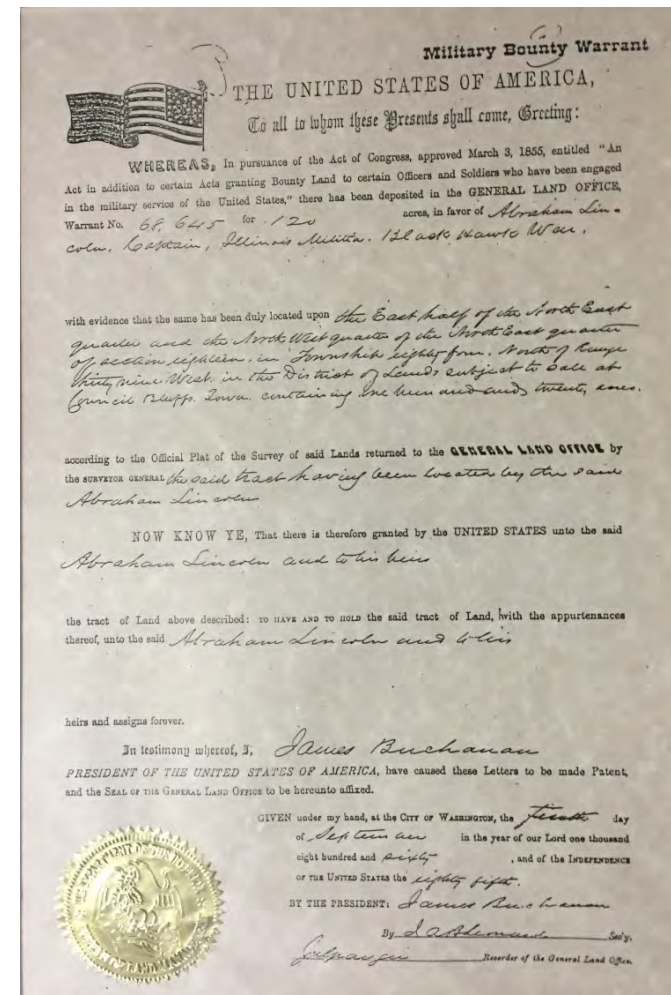 Military Bounty Warrant
THE UNITED STATES OF AMERICA,
To all to whom these Presents shall come, Greeting:
WHEREAS, In pursuance of the Act of Congress, approved March 3, 1855, entitled "An
Act in addition to certain Acts granting Bounty Land to certain Officers and Soldiers who have been engaged
in the military service of the United States," there has been deposited in the GENERAL LAND OFFICE,
Warrant No. 68,645 for 120 acres, in favor of Abraham Lin-
coln, Captain, Illinois Militia. Black Hawk War.
with evidence that the same has been duly located upon the East half of the North East
quarter and the North West quarter of the North East quarter
of section eighteen, in Township eighty four, North of Range
thirty nine West. in the District of Lands subject to sale at
Council Bluffs. Iowa. containing one hundred and twenty acres.
according to the Official Plat of the Survey of said Lands returned to the GENERAL LAND OFFICE by
the SURVEYOR GENERAL the said tract having been located by the said
Abraham Lincoln
NOW KNOW YE, That there is therefore granted by the UNITED STATES unto the said
Abraham Lincoln and to his heirs
the tract of Land above described: TO HAVE AND TO HOLD the said tract of Land, with the appurtenances
thereof, unto the said Abraham Lincoln and to his
heirs and assigns forever.
In testimony whereof, I, James Buchanan
PRESIDENT OF THE UNITED STATES OF AMERICA, have caused these Letters to be made Patent,
and the SEAL OF THE GENERAL LAND OFFICE to be hereunto affixed.
GIVEN under my hand, at the CITY OF WASHINGTON, the tenth day
of September in the year of our Lord one thousand
eight hundred and sixty, and of the INDEPENDENCE
OF THE UNITED STATES the eighty fifth.
BY THE PRESIDENT: James Buchanan
By Sec'y.
Recorder of the General Land Office.